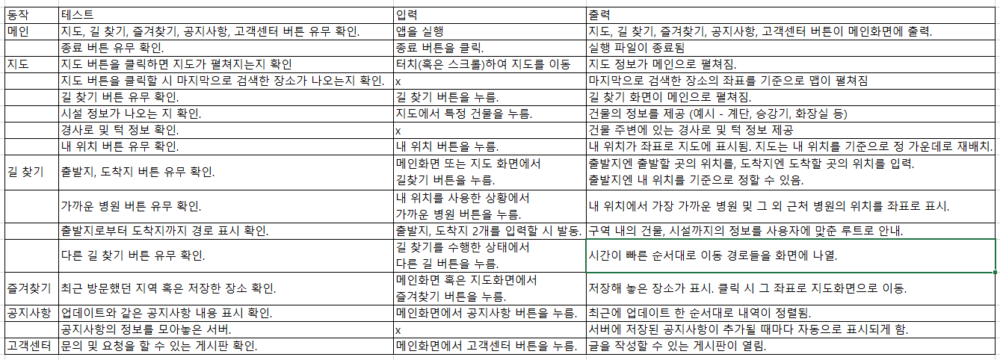 동작 테스트 입력 출력
메인 지도, 길 찾기, 즐겨찾기, 공지사항, 고객센터 버튼 유무 확인. 앱을 실행 지도, 길 찾기, 즐겨찾기, 공지사항, 고객센터 버튼이 메인화면에 출력.
종료 버튼 유무 확인. 종료 버튼을 클릭. 실행 파일이 종료됨
지도 지도 버튼을 클릭하면 지도가 펼쳐지는지 확인 터치(혹은 스크롤)하여 지도를 이동 지도 정보가 메인으로 펼쳐짐.
지도 버튼을 클릭할 시 마지막으로 검색한 장소가 나오는지 확인. x 마지막으로 검색한 장소의 좌표를 기준으로 맵이 펼쳐짐
길 찾기 버튼 유무 확인. 길 찾기 버튼을 누름. 길 찾기 화면이 메인으로 펼쳐짐.
시설 정보가 나오는 지 확인. 지도에서 특정 건물을 누름. 건물의 정보를 제공 (예시 - 계단, 승강기, 화장실 등)
경사로 및 턱 정보 확인. x 건물 주변에 있는 경사로 및 턱 정보 제공
내 위치 버튼 유무 확인. 내 위치 버튼을 누름. 내 위치가 좌표로 지도에 표시됨. 지도는 내 위치를 기준으로 정 가운데로 재배치.
길 찾기 출발지, 도착지 버튼 유무 확인.
메인화면 또는 지도 화면에서
길찾기 버튼을 누름.
출발지엔 출발할 곳의 위치를, 도착지엔 도착할 곳의 위치를 입력.
출발지엔 내 위치를 기준으로 정할 수 있음.
가까운 병원 버튼 유무 확인.
내 위치를 사용한 상황에서
가까운 병원 버튼을 누름.
내 위치에서 가장 가까운 병원 및 그 외 근처 병원의 위치를 좌표로 표시.
출발지로부터 도착지까지 경로 표시 확인. 출발지, 도착지 2개를 입력할 시 발동. 구역 내의 건물, 시설까지의 정보를 사용자에 맞춘 루트로 안내.
다른 길 찾기 버튼 유무 확인.
길 찾기를 수행한 상태에서
다른 길 버튼을 누름.
시간이 빠른 순서대로 이동 경로들을 화면에 나열.
즐겨찾기 최근 방문했던 지역 혹은 저장한 장소 확인.
메인화면 혹은 지도화면에서
즐겨찾기 버튼을 누름.
저장해 놓은 장소가 표시. 클릭 시 그 좌표로 지도화면으로 이동.
공지사항 업데이트와 같은 공지사항 내용 표시 확인. 메인화면에서 공지사항 버튼을 누름. 최근에 업데이트 한 순서대로 내역이 정렬됨.
공지사항의 정보를 모아놓은 서버. x 서버에 저장된 공지사항이 추가될 때마다 자동으로 표시되게 함.
고객센터 문의 및 요청을 할 수 있는 게시판 확인. 메인화면에서 고객센터 버튼을 누름. 글을 작성할 수 있는 게시판이 열림.